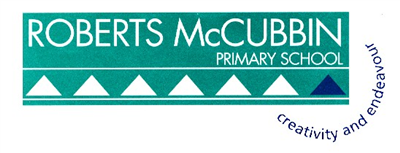 ROBERTS McCUBBIN
PRIMARY SCHOOL
creativity and endeavour